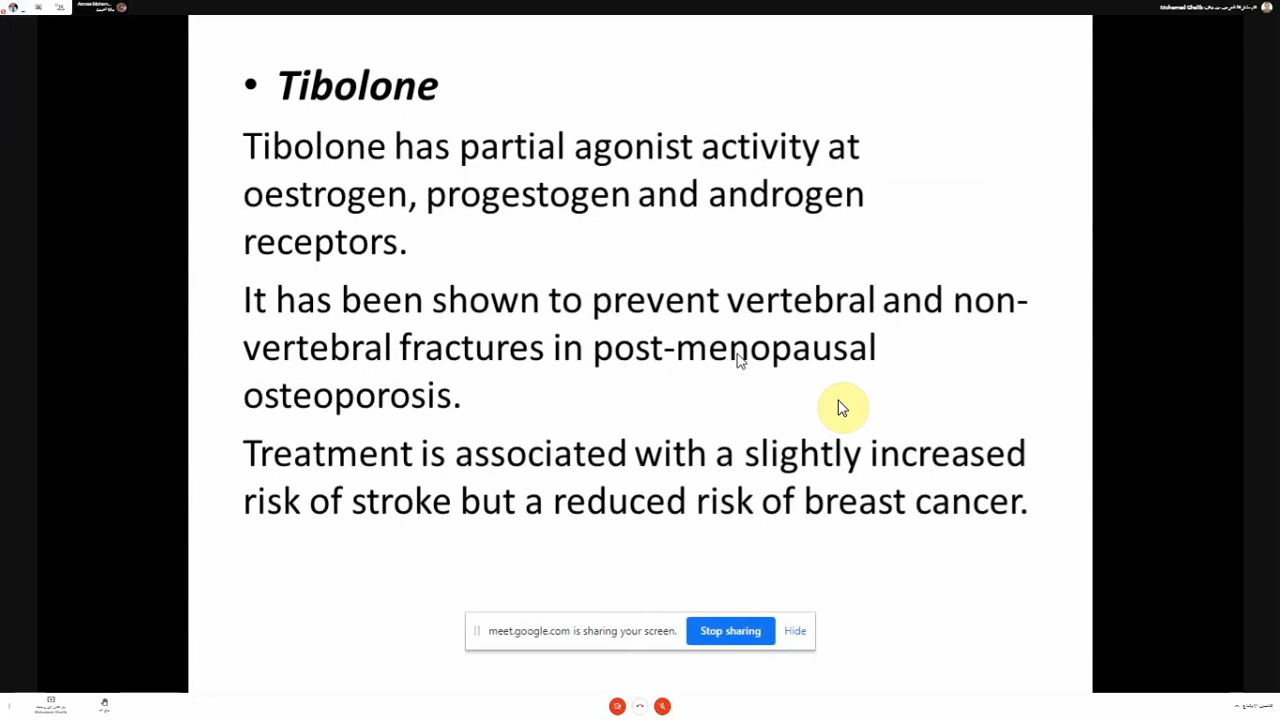 Mohamed Ghalib
• Tibolone
Tibolone has partial agonist activity at
oestrogen, progestogen and androgen
receptors.
It has been shown to prevent vertebral and non-
vertebral fractures in post-menopausal
osteoporosis.
Treatment is associated with a slightly increased
risk of stroke but a reduced risk of breast cancer.
meet.google.com is sharing your screen.
Stop sharing
Hide